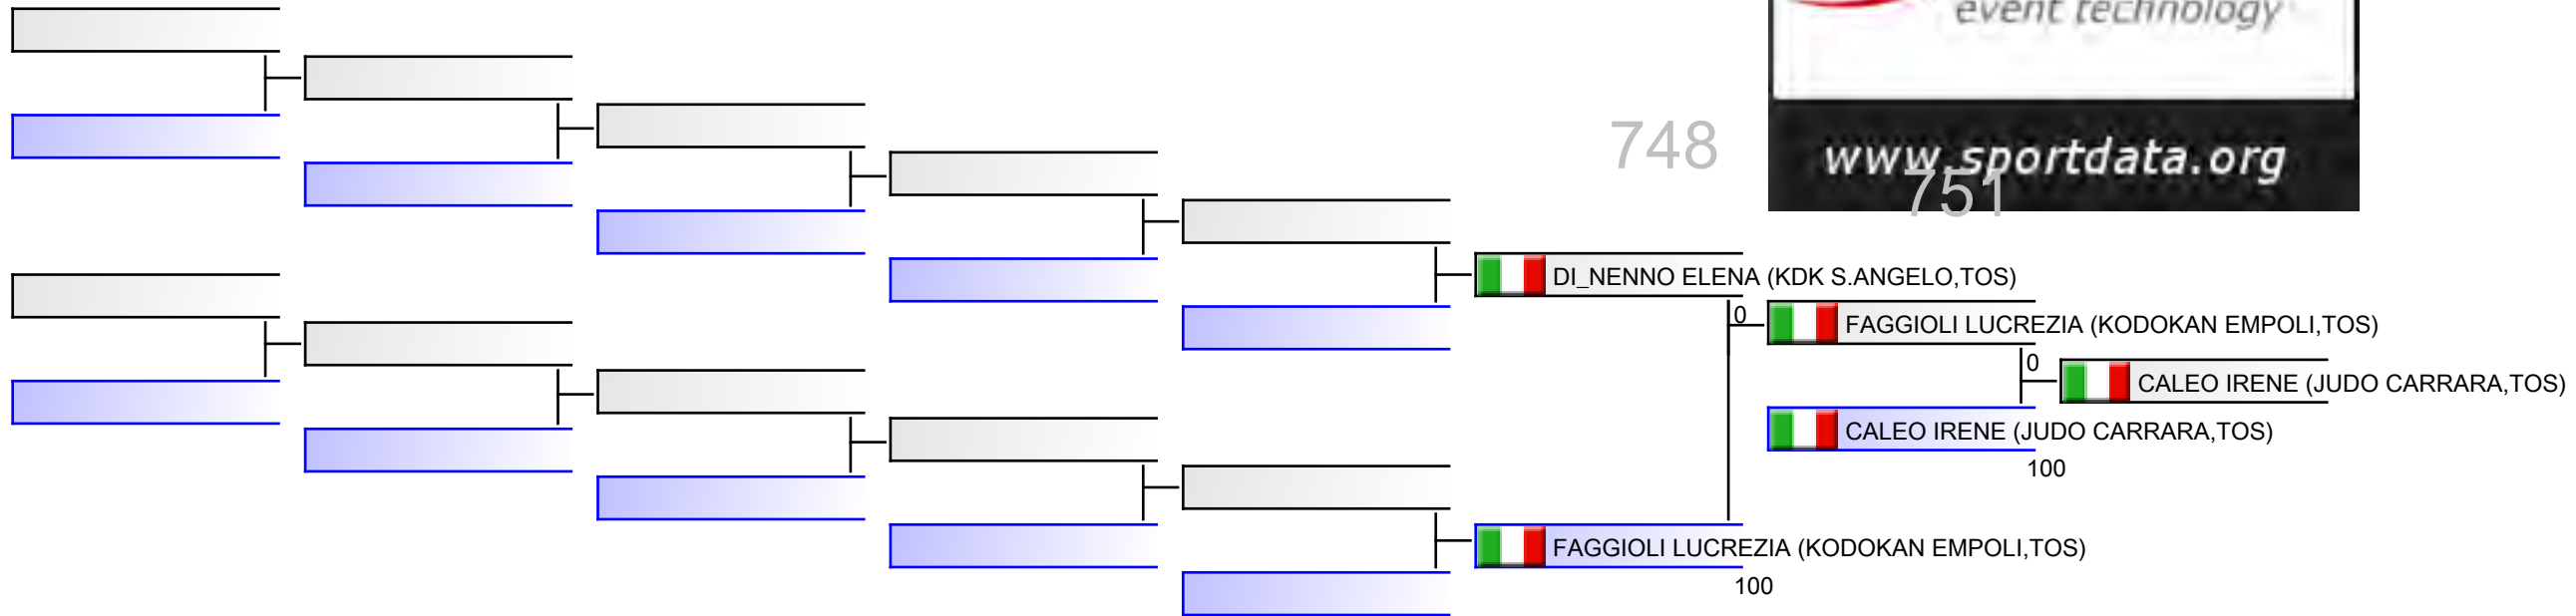 event technology
748
www.sportdata.org
751
DI_NENNO ELENA (KDK S.ANGELO,TOS)
0
FAGGIOLI LUCREZIA (KODOKAN EMPOLI,TOS)
0
CALEO IRENE (JUDO CARRARA,TOS)
CALEO IRENE (JUDO CARRARA,TOS)
100
FAGGIOLI LUCREZIA (KODOKAN EMPOLI,TOS)
100